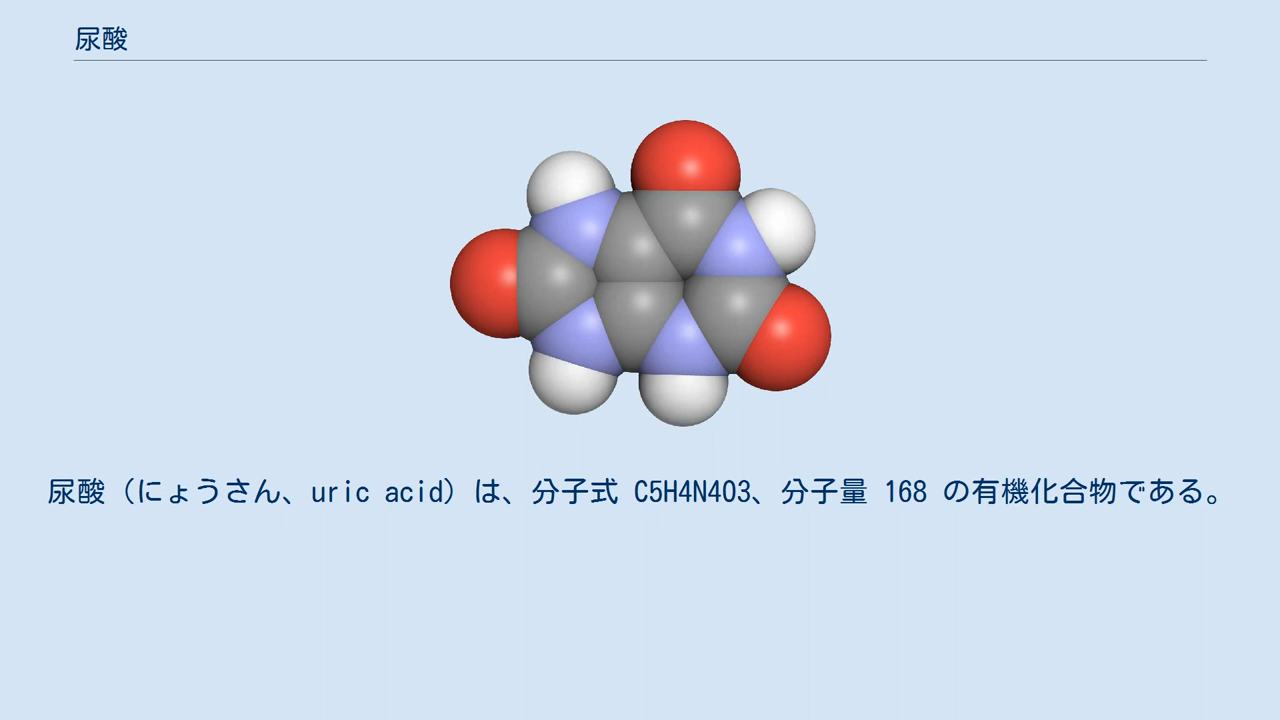 尿酸
尿酸（にょうさん、uric acid）は、分子式 C5H4N4O3、分子量 168 の有機化合物である。